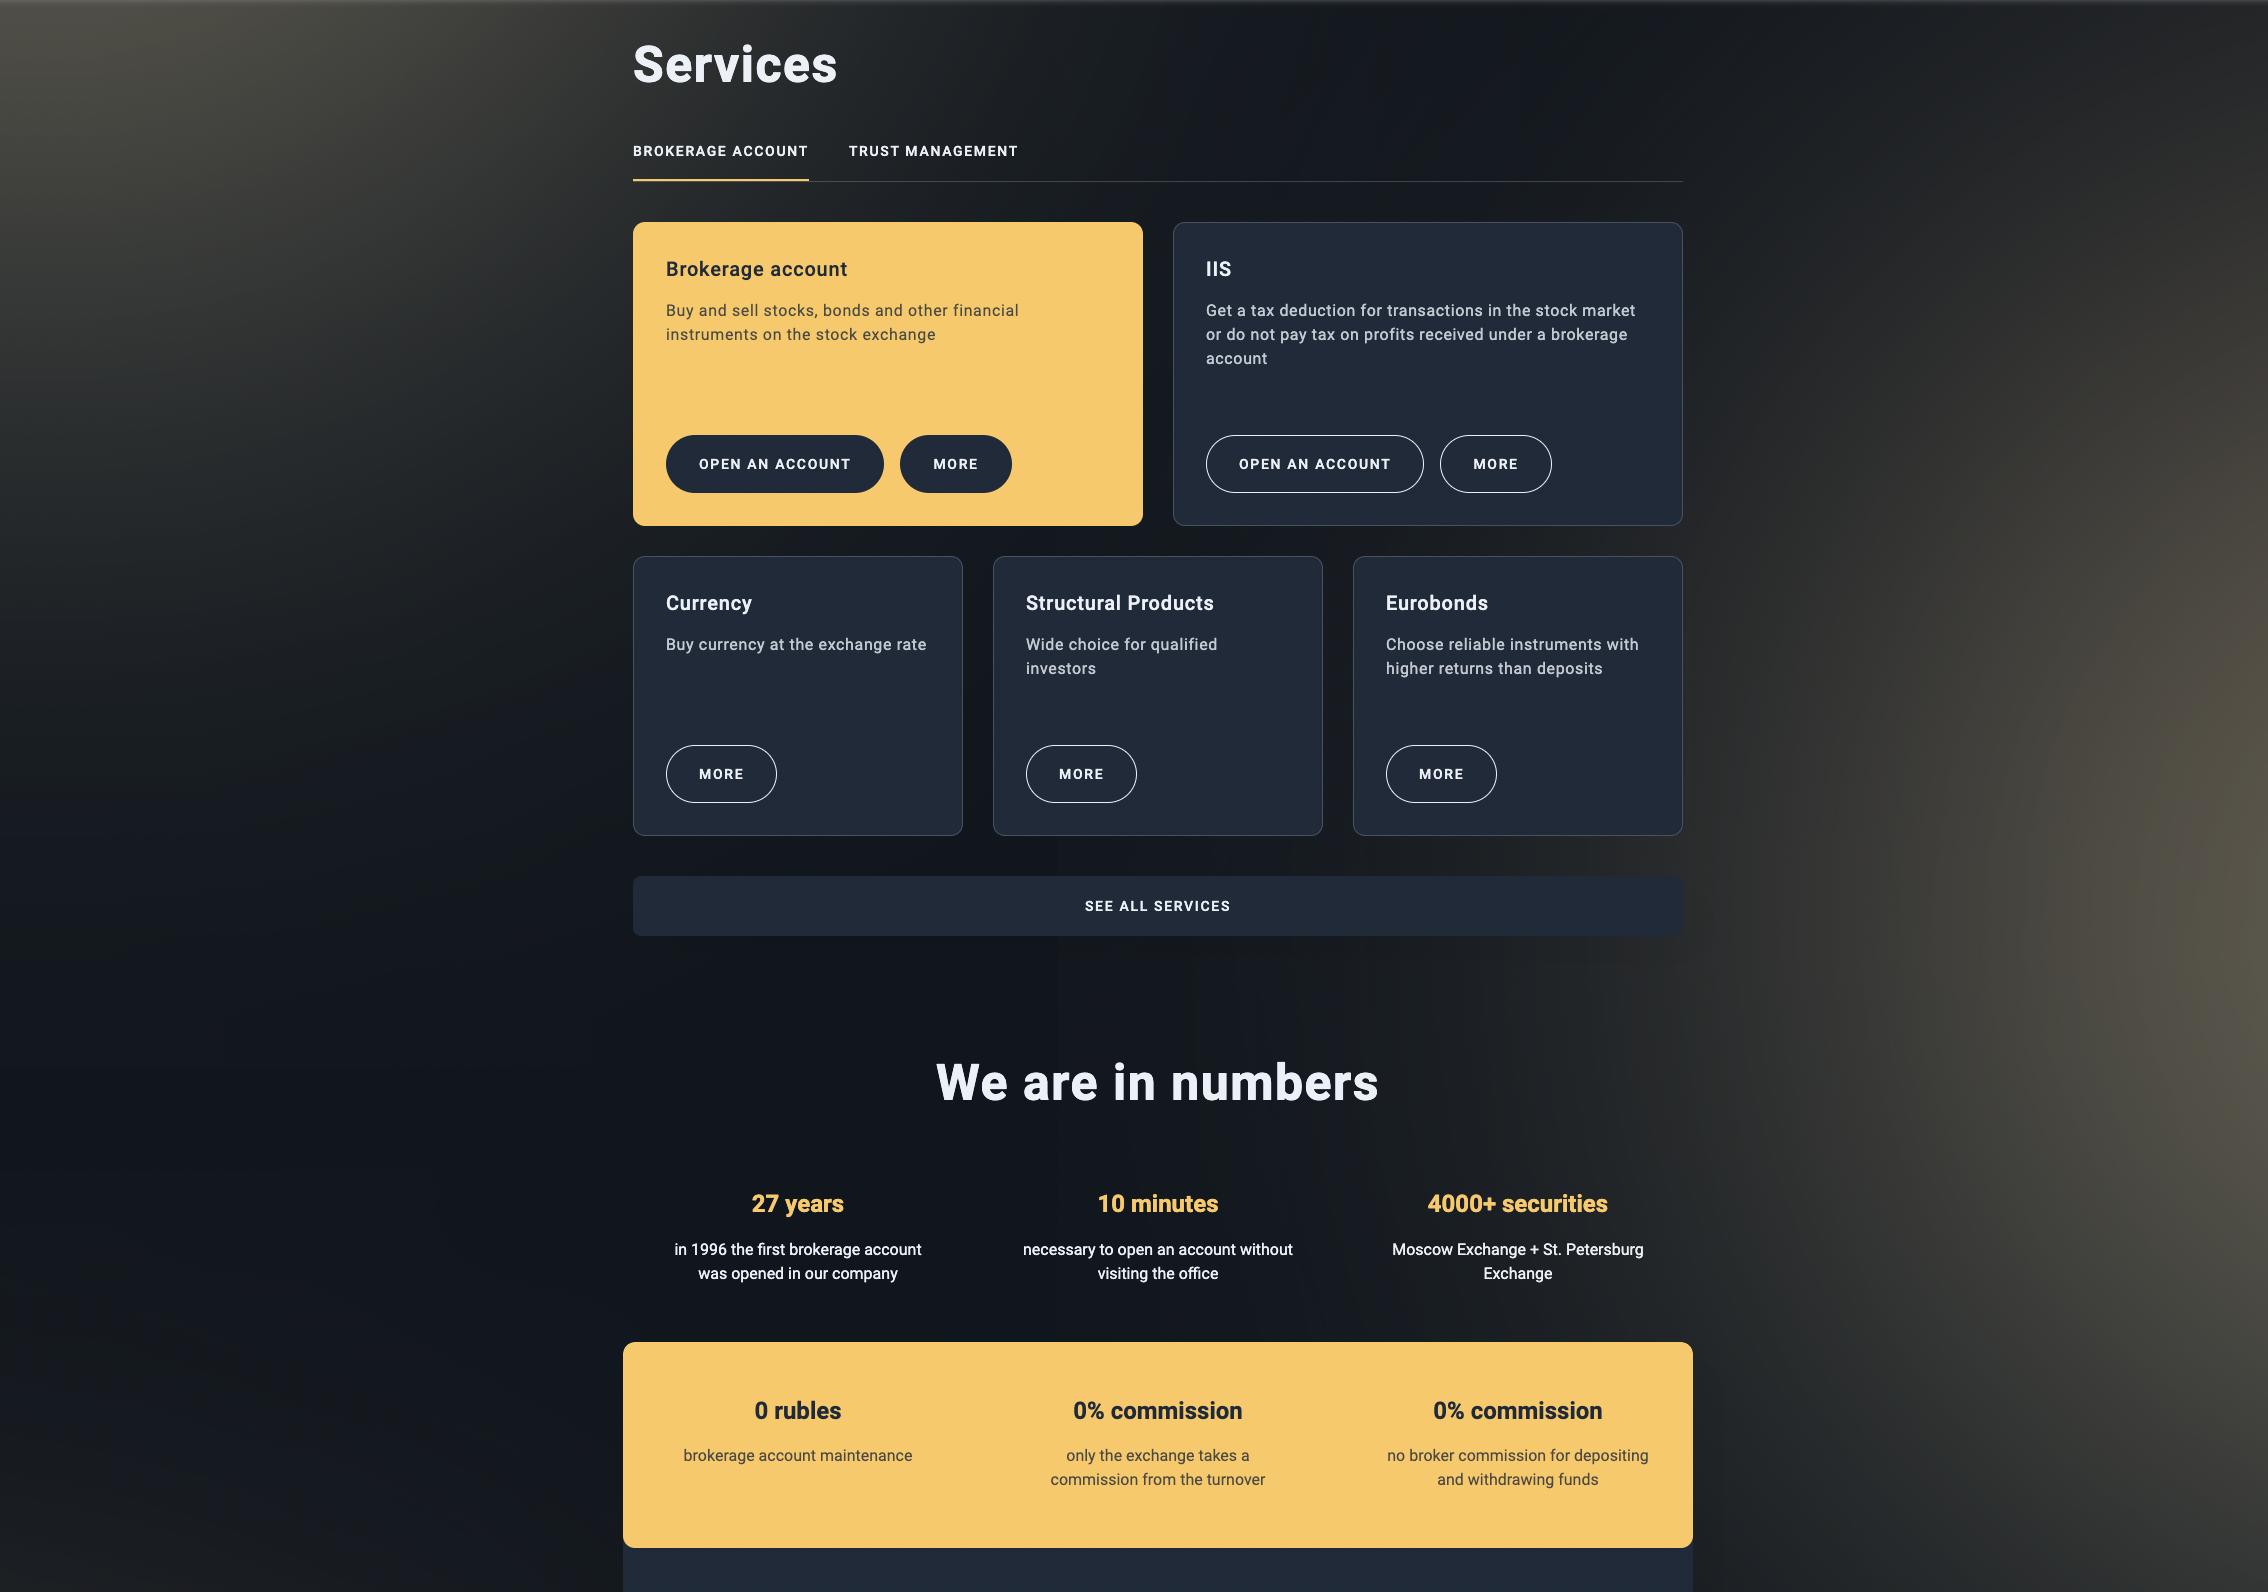 Services
BROKERAGE ACCOUNT
TRUST MANAGEMENT
Brokerage account
Buy and sell stocks, bonds and other financial
instruments on the stock exchange
OPEN AN ACCOUNT
MORE
IIS
Get a tax deduction for transactions in the stock market
or do not pay tax on profits received under a brokerage
account
OPEN AN ACCOUNT
MORE
Currency
Buy currency at the exchange rate
MORE
Structural Products
Wide choice for qualified
investors
MORE
Eurobonds
Choose reliable instruments with
higher returns than deposits
MORE
SEE ALL SERVICES
We are in numbers
27 years
in 1996 the first brokerage account
was opened in our company
10 minutes
necessary to open an account without
visiting the office
4000+ securities
Moscow Exchange + St. Petersburg
Exchange
0 rubles
brokerage account maintenance
0% commission
only the exchange takes a
commission from the turnover
0% commission
no broker commission for depositing
and withdrawing funds